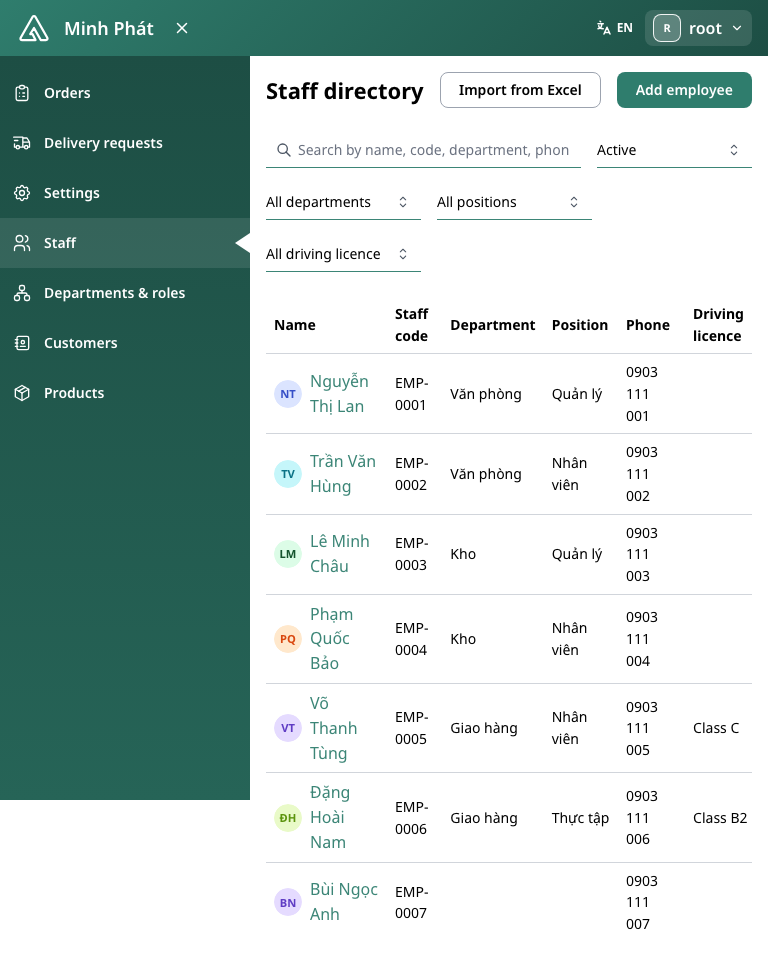 Minh Phát
EN
R
root
Orders
Delivery requests
Settings
Staff
Departments & roles
Customers
Products
Staff directory
Import from Excel
Add employee
Search by name, code, department, phon
Active
All departments
All positions
All driving licence
Name
Staff
code
Department
Position
Phone
Driving
licence
NT
Nguyễn
Thị Lan
EMP-
0001
Văn phòng
Quản lý
0903
111
001
TV
Trần Văn
Hùng
EMP-
0002
Văn phòng
Nhân
viên
0903
111
002
LM
Lê Minh
Châu
EMP-
0003
Kho
Quản lý
0903
111
003
PQ
Phạm
Quốc
Bảo
EMP-
0004
Kho
Nhân
viên
0903
111
004
VT
Võ
Thanh
Tùng
EMP-
0005
Giao hàng
Nhân
viên
0903
111
005
Class C
ĐH
Đặng
Hoài
Nam
EMP-
0006
Giao hàng
Thực tập
0903
111
006
Class B2
BN
Bùi Ngọc
Anh
EMP-
0007
0903
111
007